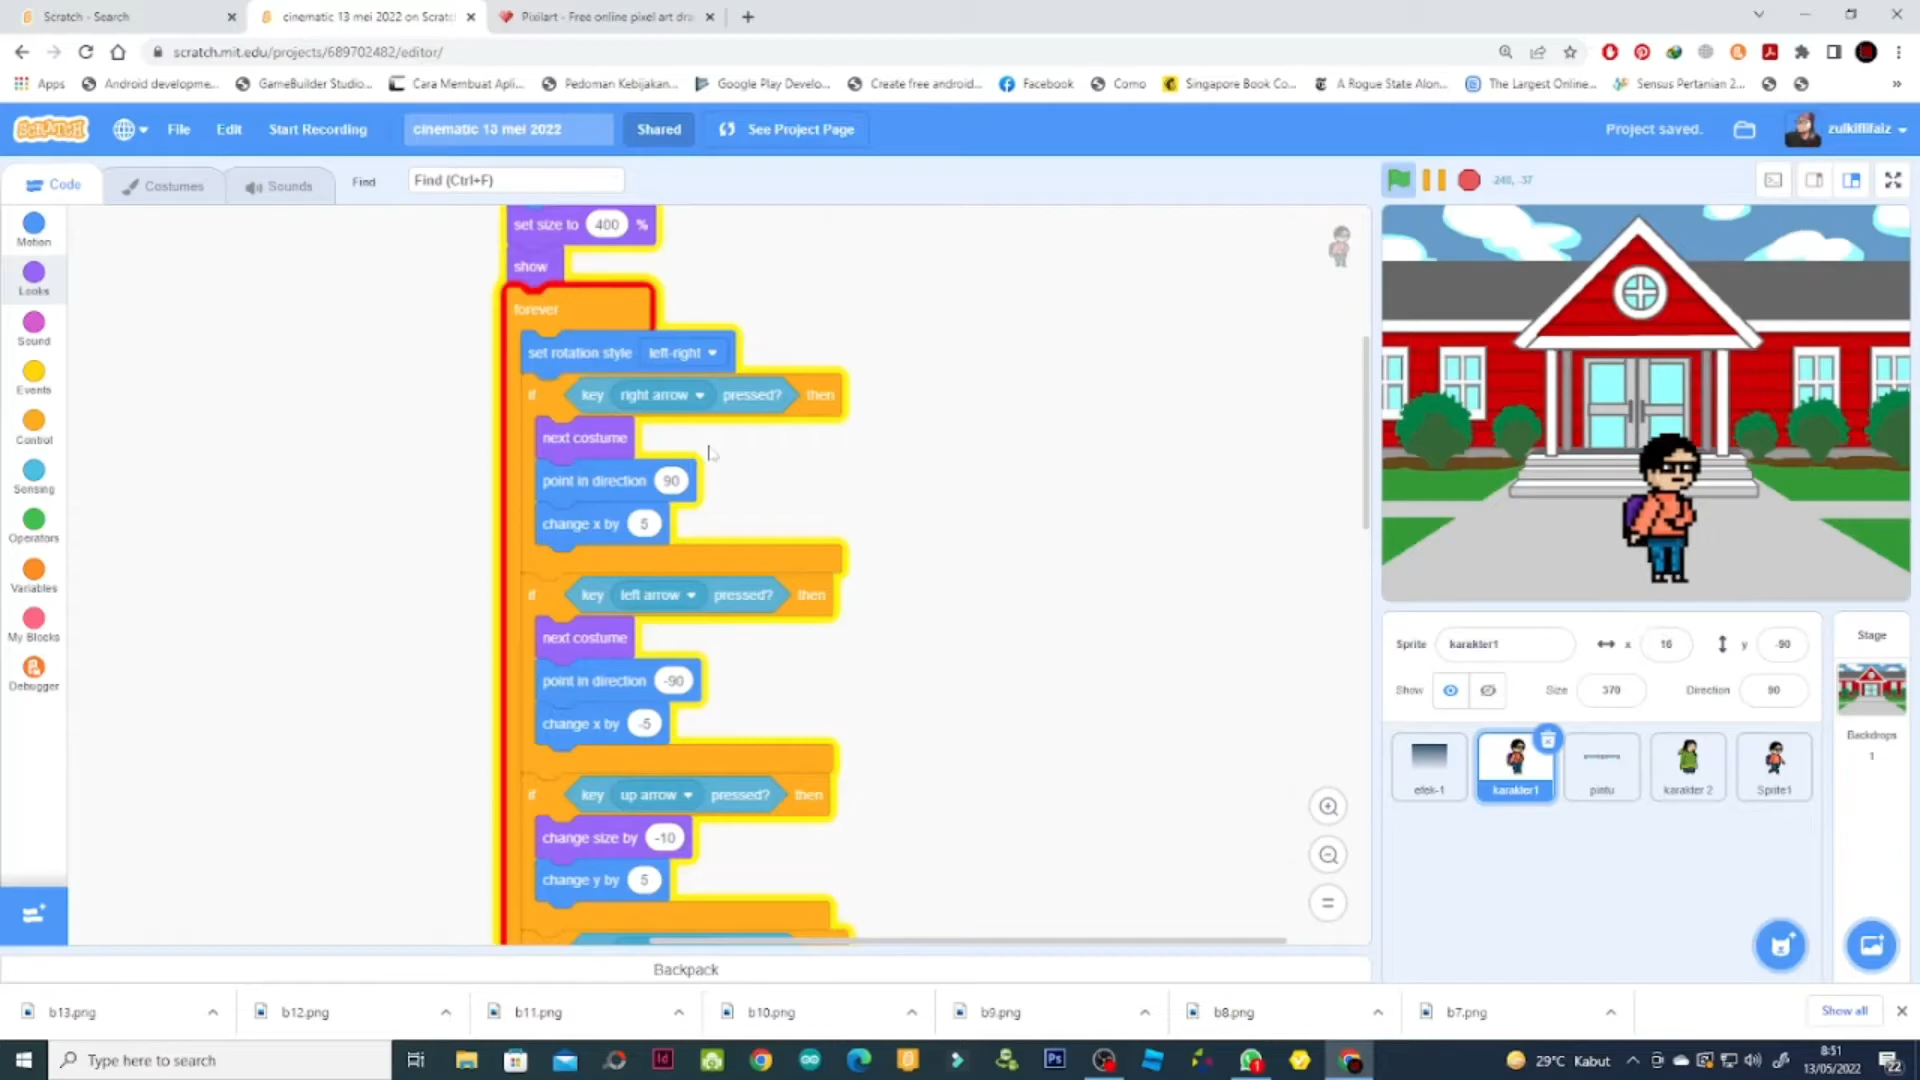 Scratch - Search
cinematic 13 mei 2022 on Scratc
Pixilart - Free online pixel art dra
scratch.mit.edu/projects/689702482/editor/
Apps
Android developme...
GameBuilder Studio...
Cara Membuat Apli...
Pedoman Kebijakan...
Google Play Develo...
Create free android...
Facebook
Como
Singapore Book Co...
A Rogue State Alon...
The Largest Online...
Sensus Pertanian 2...
SCRATCH
File
Edit
Start Recording
cinematic 13 mei 2022
Shared
See Project Page
Project saved.
zulkiflifaiz
Code
Costumes
Sounds
Find
Find (Ctrl+F)
-37
Motion
Looks
Sound
Events
Control
Sensing
Operators
Variables
My Blocks
Debugger
set size to 400 %
show
forever
set rotation style left-right
if key right arrow pressed? then
next costume
point in direction 90
change x by 5
if key left arrow pressed? then
next costume
point in direction -90
change x by -5
if key up arrow pressed? then
change size by -10
change y by 5
Sprite karakter1 x 16 y -90
Show Size 370 Direction 90
efek-1
karakter1
pintu
karakter 2
Sprite1
Stage
Backdrops
1
Backpack
b13.png
b12.png
b11.png
b10.png
b9.png
b8.png
b7.png
Show all
Type here to search
29°C Kabut
8:51
13/05/2022
22